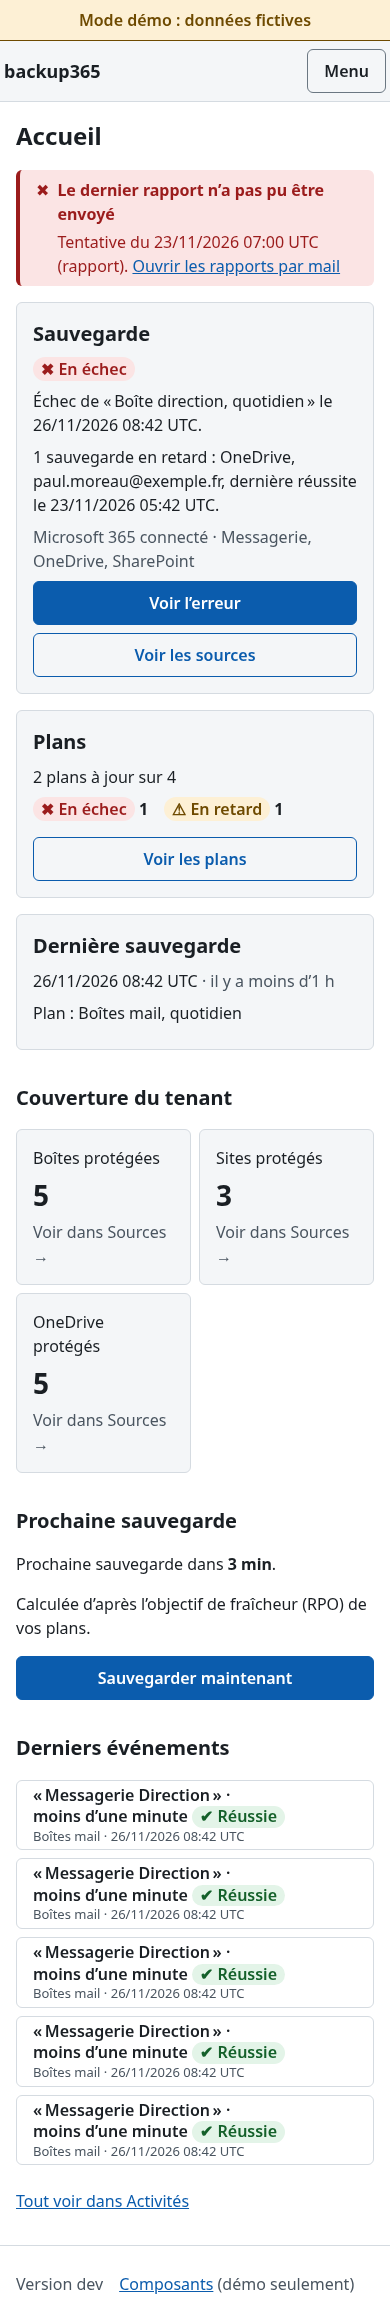 Mode démo : données fictives
backup365
Menu
Accueil
✖ Le dernier rapport n’a pas pu être
envoyé
Tentative du 23/11/2026 07:00 UTC
(rapport). Ouvrir les rapports par mail
Sauvegarde
✖ En échec
Échec de « Boîte direction, quotidien » le
26/11/2026 08:42 UTC.
1 sauvegarde en retard : OneDrive,
paul.moreau@exemple.fr, dernière réussite
le 23/11/2026 05:42 UTC.
Microsoft 365 connecté · Messagerie,
OneDrive, SharePoint
Voir l’erreur
Voir les sources
Plans
2 plans à jour sur 4
✖ En échec 1 ⚠ En retard 1
Voir les plans
Dernière sauvegarde
26/11/2026 08:42 UTC · il y a moins d’1 h
Plan : Boîtes mail, quotidien
Couverture du tenant
Boîtes protégées
5
Voir dans Sources
→
Sites protégés
3
Voir dans Sources
→
OneDrive
protégés
5
Voir dans Sources
→
Prochaine sauvegarde
Prochaine sauvegarde dans 3 min.
Calculée d’après l’objectif de fraîcheur (RPO) de
vos plans.
Sauvegarder maintenant
Derniers événements
« Messagerie Direction » ·
moins d’une minute ✔ Réussie
Boîtes mail · 26/11/2026 08:42 UTC
« Messagerie Direction » ·
moins d’une minute ✔ Réussie
Boîtes mail · 26/11/2026 08:42 UTC
« Messagerie Direction » ·
moins d’une minute ✔ Réussie
Boîtes mail · 26/11/2026 08:42 UTC
« Messagerie Direction » ·
moins d’une minute ✔ Réussie
Boîtes mail · 26/11/2026 08:42 UTC
« Messagerie Direction » ·
moins d’une minute ✔ Réussie
Boîtes mail · 26/11/2026 08:42 UTC
Tout voir dans Activités
Version dev Composants (démo seulement)